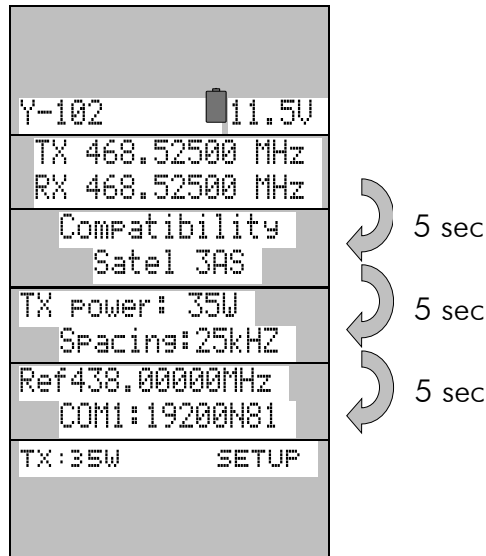 Y-102 11.5V
TX 468.52500 MHz
RX 468.52500 MHz
Compatibility
Satel 3AS
TX power: 35W
Spacing:25kHZ
Ref438.00000MHz
COM1:19200N81
TX:35W SETUP
5 sec
5 sec
5 sec